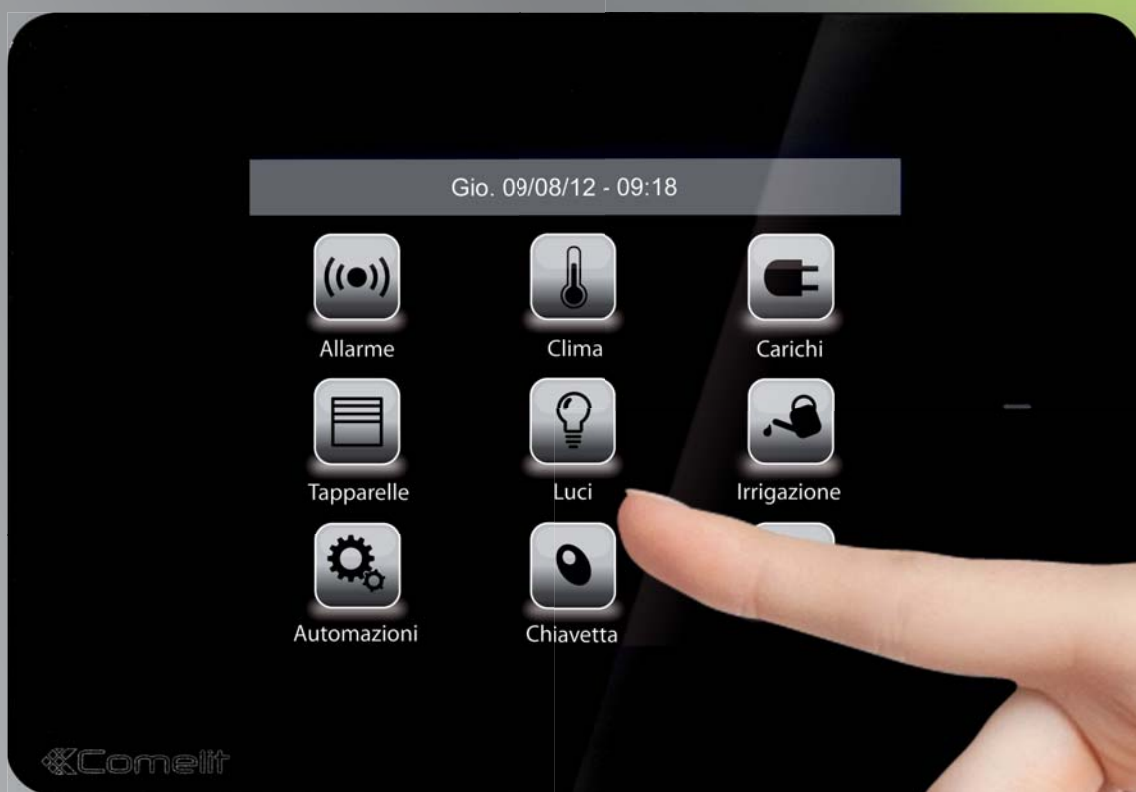 Gio. 09/08/12 - 09:18
Allarme Clima Carichi
Tapparelle Luci Irrigazione
Automazioni Chiavetta
Comelit